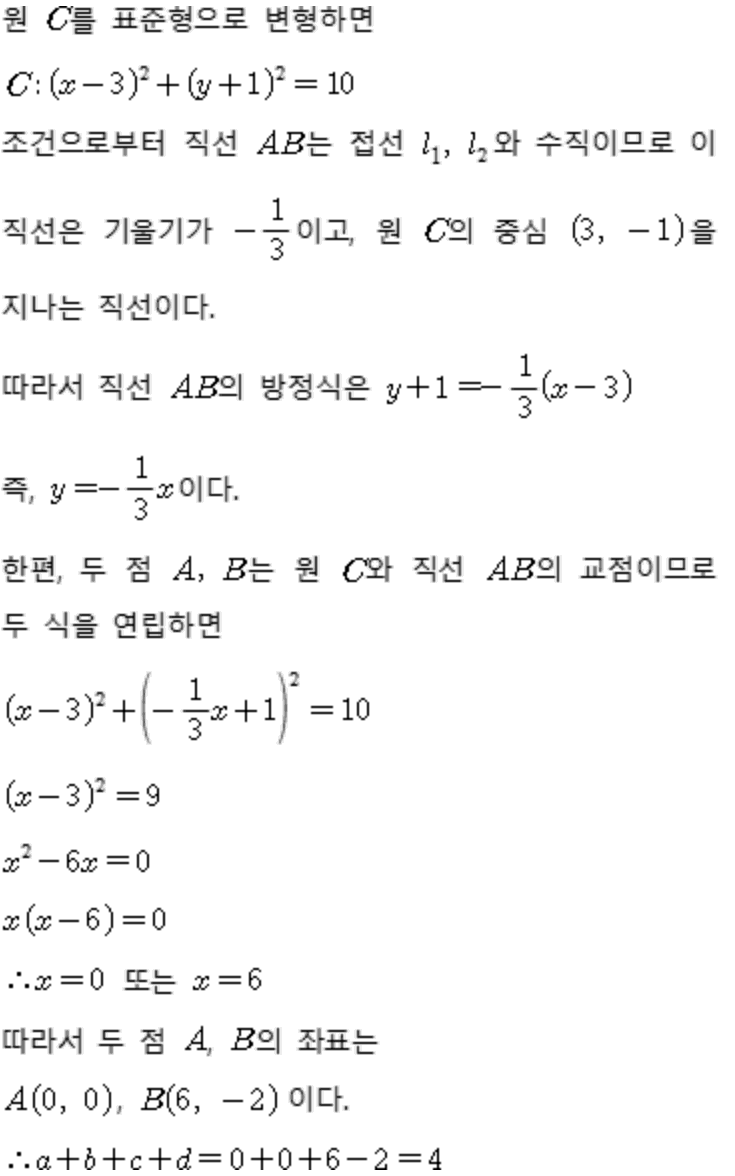 원 C를 표준형으로 변형하면
C:(x−3)²+(y+1)²=10
조건으로부터 직선 AB는 접선 l₁, l₂와 수직이므로 이
직선은 기울기가 −1/3이고, 원 C의 중심 (3, −1)을
지나는 직선이다.
따라서 직선 AB의 방정식은 y+1=−1/3(x−3)
즉, y=−1/3x이다.
한편, 두 점 A, B는 원 C와 직선 AB의 교점이므로
두 식을 연립하면
(x−3)²+(−1/3x+1)²=10
(x−3)²=9
x²−6x=0
x(x−6)=0
∴x=0 또는 x=6
따라서 두 점 A, B의 좌표는
A(0, 0), B(6, −2)이다.
∴a+b+c+d=0+0+6−2=4